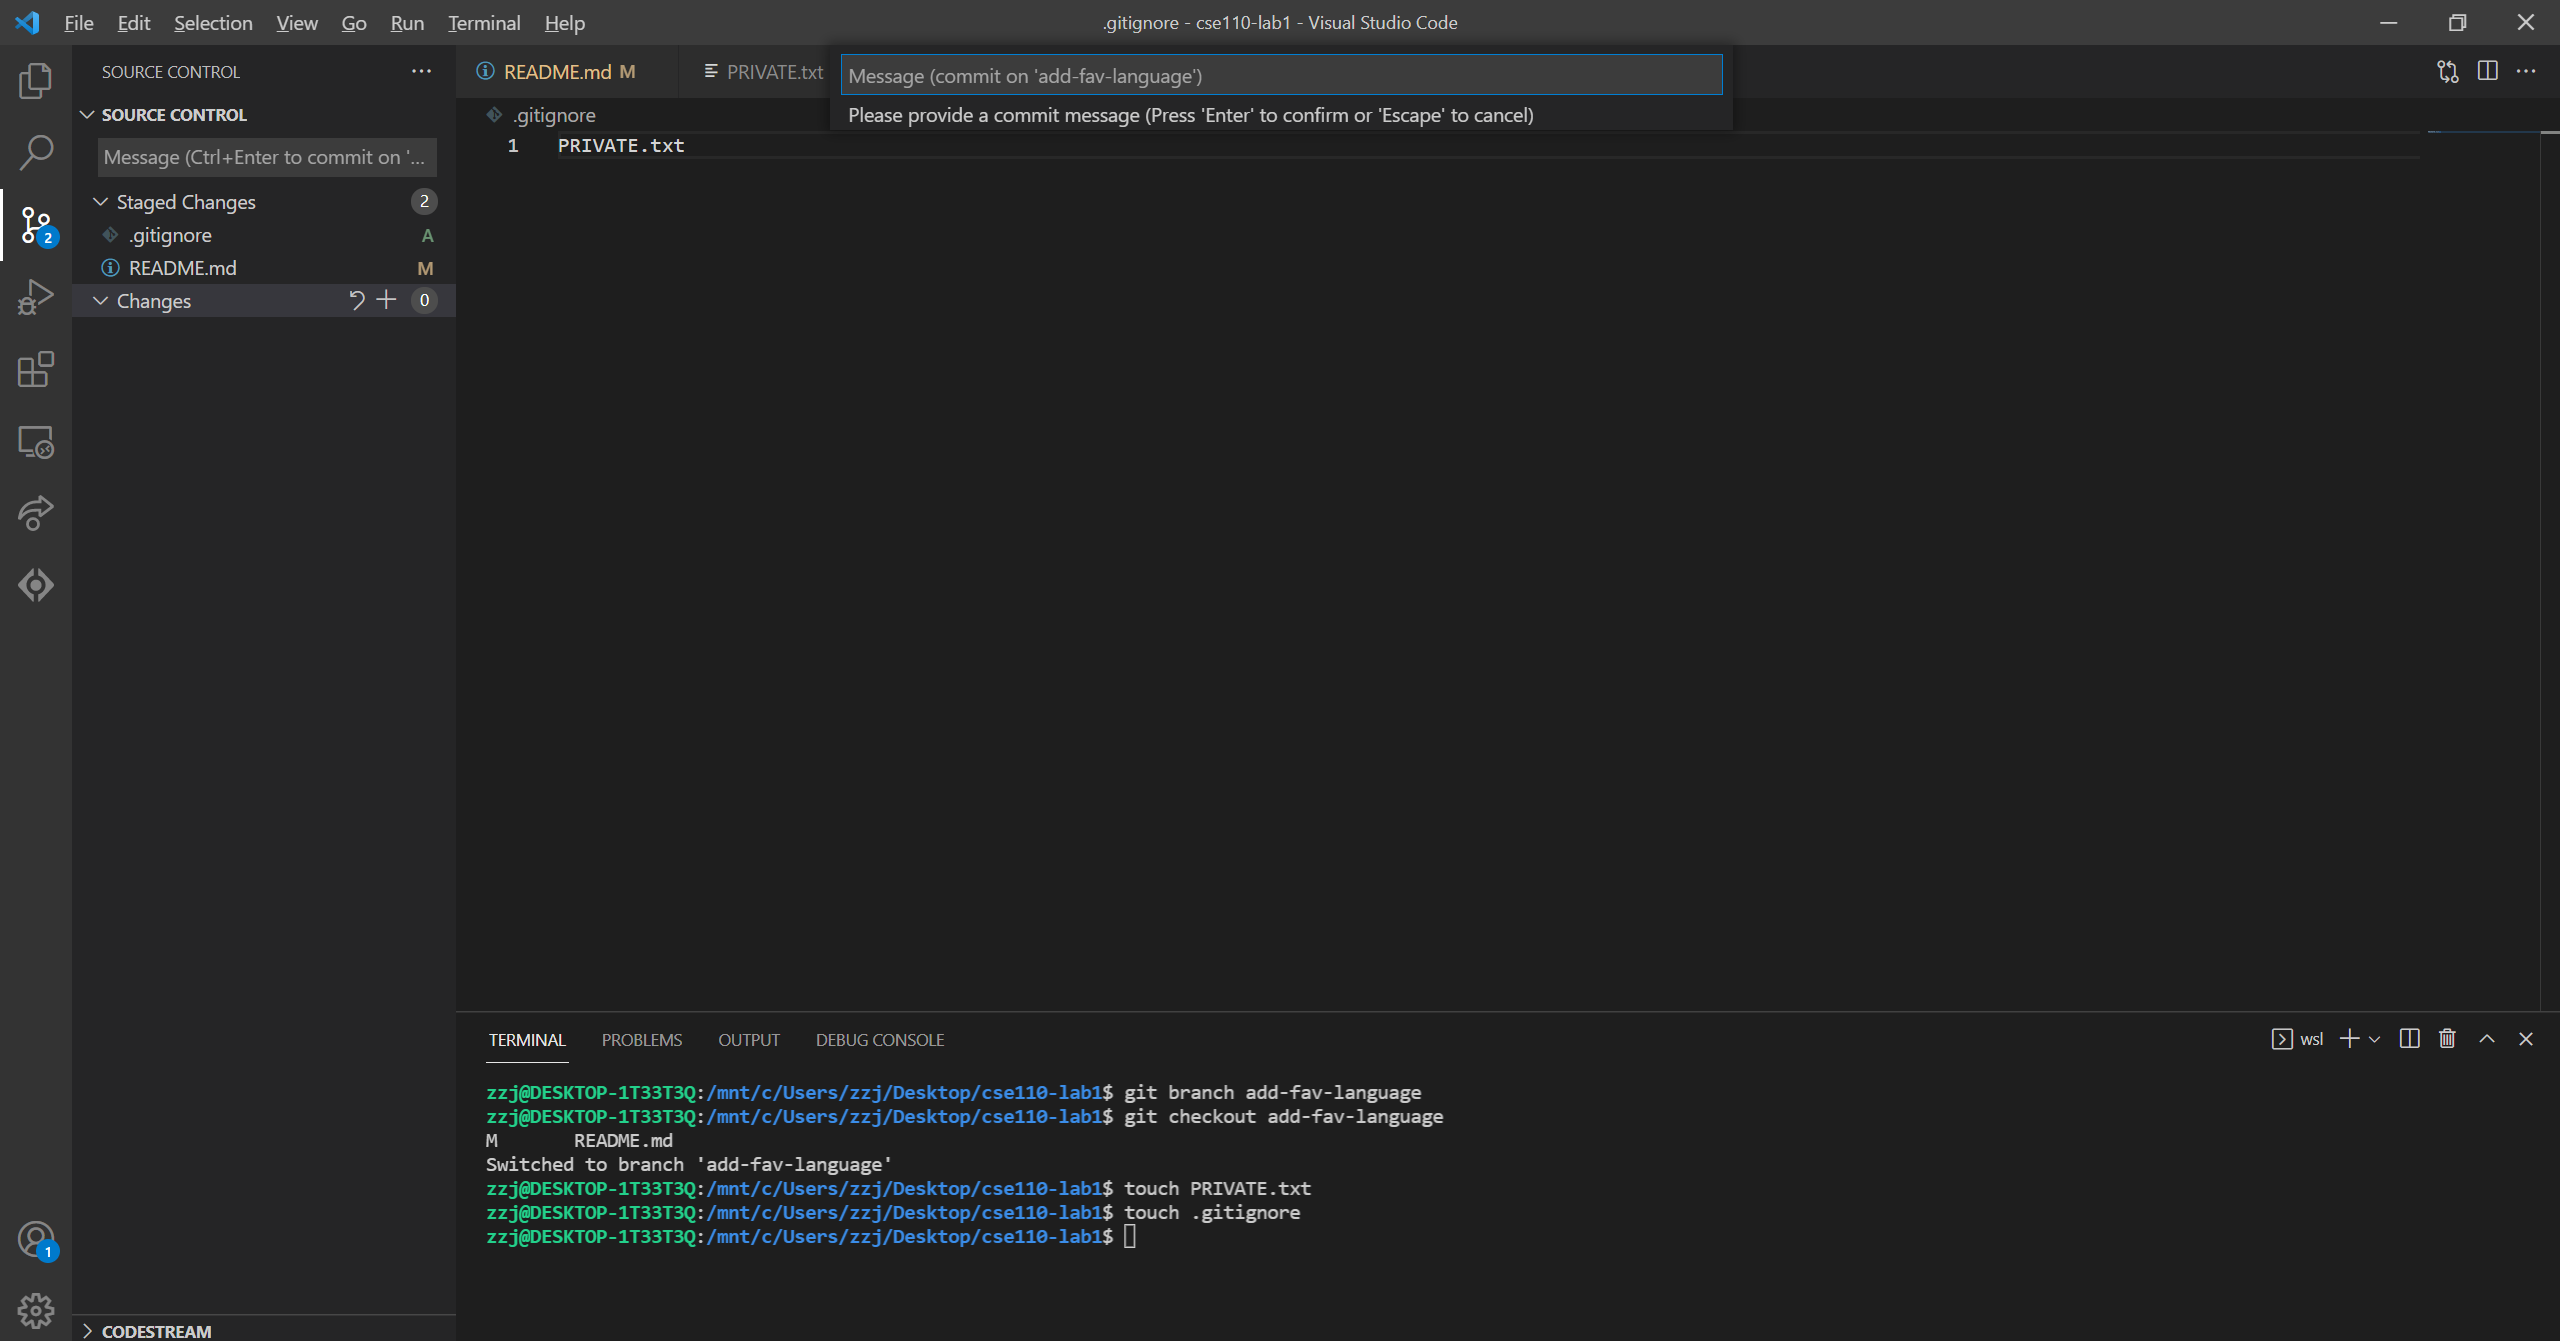 File Edit Selection View Go Run Terminal Help
.gitignore - cse110-lab1 - Visual Studio Code
SOURCE CONTROL
SOURCE CONTROL
Message (Ctrl+Enter to commit on '...
Staged Changes 2
.gitignore A
README.md M
Changes 0
2
1
CODESTREAM
README.md M
PRIVATE.txt
Message (commit on 'add-fav-language')
Please provide a commit message (Press 'Enter' to confirm or 'Escape' to cancel)
.gitignore
1 PRIVATE.txt
TERMINAL PROBLEMS OUTPUT DEBUG CONSOLE
wsl
zzj@DESKTOP-1T33T3Q:/mnt/c/Users/zzj/Desktop/cse110-lab1$ git branch add-fav-language
zzj@DESKTOP-1T33T3Q:/mnt/c/Users/zzj/Desktop/cse110-lab1$ git checkout add-fav-language
M README.md
Switched to branch 'add-fav-language'
zzj@DESKTOP-1T33T3Q:/mnt/c/Users/zzj/Desktop/cse110-lab1$ touch PRIVATE.txt
zzj@DESKTOP-1T33T3Q:/mnt/c/Users/zzj/Desktop/cse110-lab1$ touch .gitignore
zzj@DESKTOP-1T33T3Q:/mnt/c/Users/zzj/Desktop/cse110-lab1$